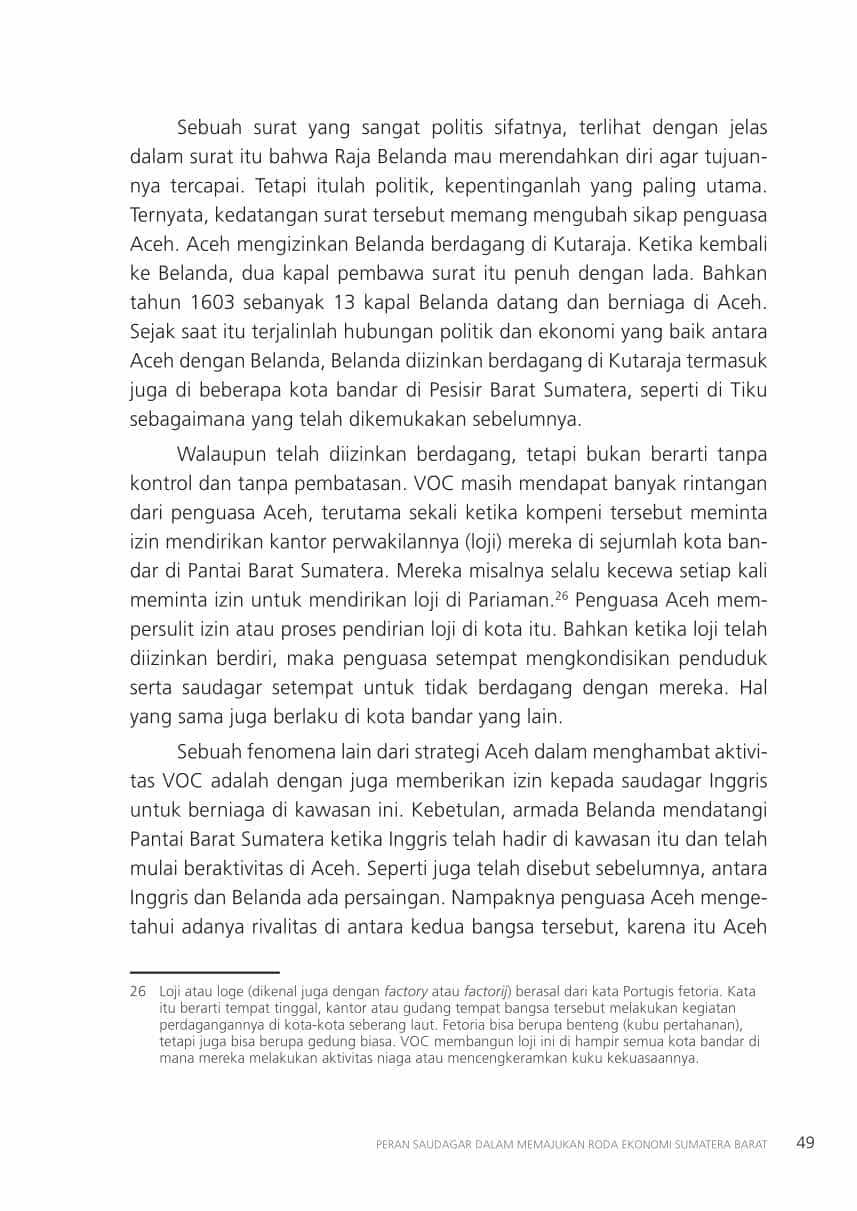 Sebuah surat yang sangat politis sifatnya, terlihat dengan jelas
dalam surat itu bahwa Raja Belanda mau merendahkan diri agar tujuan-
nya tercapai. Tetapi itulah politik, kepentinganlah yang paling utama.
Ternyata, kedatangan surat tersebut memang mengubah sikap penguasa
Aceh. Aceh mengizinkan Belanda berdagang di Kutaraja. Ketika kembali
ke Belanda, dua kapal pembawa surat itu penuh dengan lada. Bahkan
tahun 1603 sebanyak 13 kapal Belanda datang dan berniaga di Aceh.
Sejak saat itu terjalinlah hubungan politik dan ekonomi yang baik antara
Aceh dengan Belanda, Belanda diizinkan berdagang di Kutaraja termasuk
juga di beberapa kota bandar di Pesisir Barat Sumatera, seperti di Tiku
sebagaimana yang telah dikemukakan sebelumnya.
Walaupun telah diizinkan berdagang, tetapi bukan berarti tanpa
kontrol dan tanpa pembatasan. VOC masih mendapat banyak rintangan
dari penguasa Aceh, terutama sekali ketika kompeni tersebut meminta
izin mendirikan kantor perwakilannya (loji) mereka di sejumlah kota ban-
dar di Pantai Barat Sumatera. Mereka misalnya selalu kecewa setiap kali
meminta izin untuk mendirikan loji di Pariaman.26 Penguasa Aceh mem-
persulit izin atau proses pendirian loji di kota itu. Bahkan ketika loji telah
diizinkan berdiri, maka penguasa setempat mengkondisikan penduduk
serta saudagar setempat untuk tidak berdagang dengan mereka. Hal
yang sama juga berlaku di kota bandar yang lain.
Sebuah fenomena lain dari strategi Aceh dalam menghambat aktivi-
tas VOC adalah dengan juga memberikan izin kepada saudagar Inggris
untuk berniaga di kawasan ini. Kebetulan, armada Belanda mendatangi
Pantai Barat Sumatera ketika Inggris telah hadir di kawasan itu dan telah
mulai beraktivitas di Aceh. Seperti juga telah disebut sebelumnya, antara
Inggris dan Belanda ada persaingan. Nampaknya penguasa Aceh menge-
tahui adanya rivalitas di antara kedua bangsa tersebut, karena itu Aceh
26 Loji atau loge (dikenal juga dengan factory atau factorij) berasal dari kata Portugis fetoria. Kata
itu berarti tempat tinggal, kantor atau gudang tempat bangsa tersebut melakukan kegiatan
perdagangannya di kota-kota seberang laut. Fetoria bisa berupa benteng (kubu pertahanan),
tetapi juga bisa berupa gedung biasa. VOC membangun loji ini di hampir semua kota bandar di
mana mereka melakukan aktivitas niaga atau mencengkeramkan kuku kekuasaannya.
PERAN SAUDAGAR DALAM MEMAJUKAN RODA EKONOMI SUMATERA BARAT 49